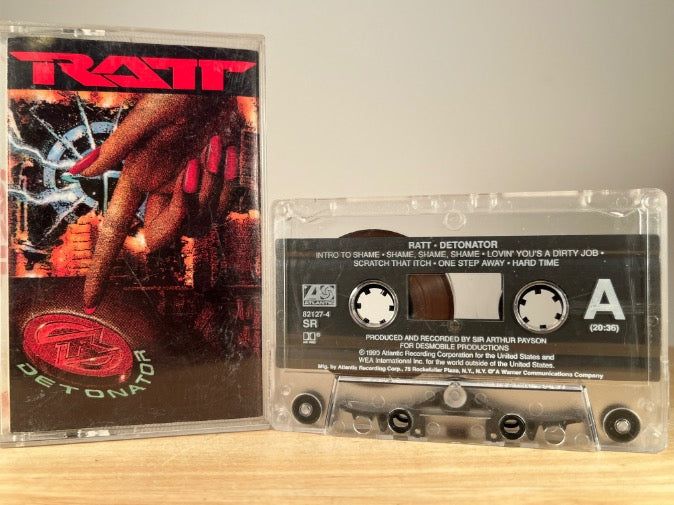 RATT
DETONATOR
RATT • DETONATOR
INTRO TO SHAME • SHAME, SHAME, SHAME • LOVIN' YOU'S A DIRTY JOB •
SCRATCH THAT ITCH • ONE STEP AWAY • HARD TIME
ATLANTIC
82127-4
SR
A
(20:36)
PRODUCED AND RECORDED BY SIR ARTHUR PAYSON
FOR DESMOBILE PRODUCTIONS
© 1990 Atlantic Recording Corporation for the United States and
WEA International Inc. for the world outside of the United States.
Mfg. by Atlantic Recording Corp., 75 Rockefeller Plaza, N.Y., N.Y. A Warner Communications Company